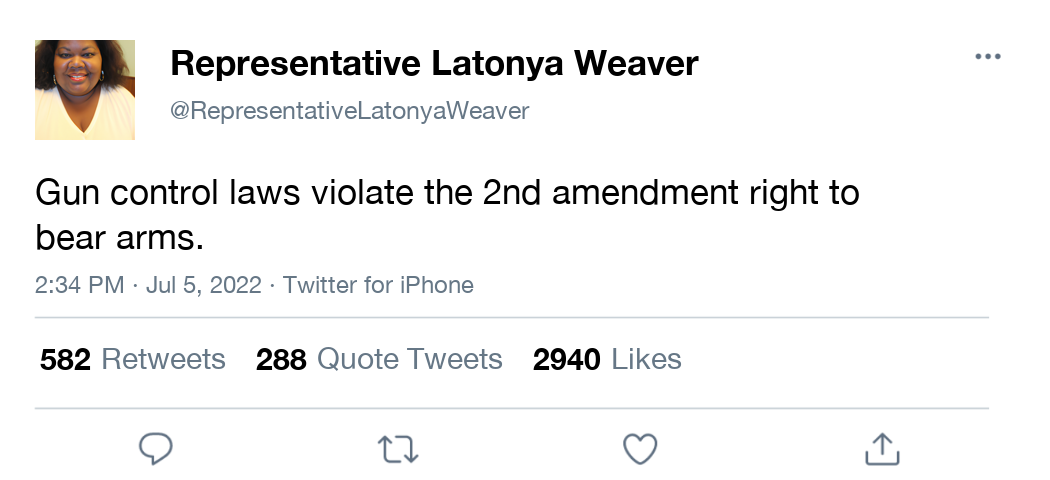 Representative Latonya Weaver
@RepresentativeLatonyaWeaver
Gun control laws violate the 2nd amendment right to
bear arms.
2:34 PM · Jul 5, 2022 · Twitter for iPhone
582 Retweets 288 Quote Tweets 2940 Likes